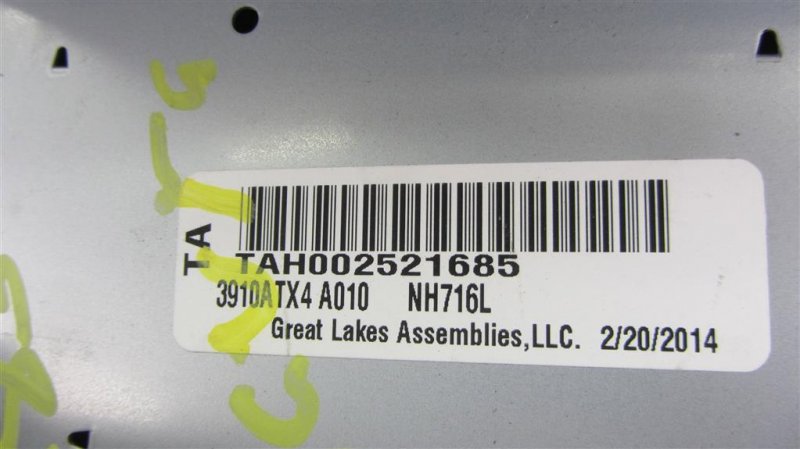 TA
TAH002521685
3910ATX4 A010 NH716L
Great Lakes Assemblies,LLC. 2/20/2014